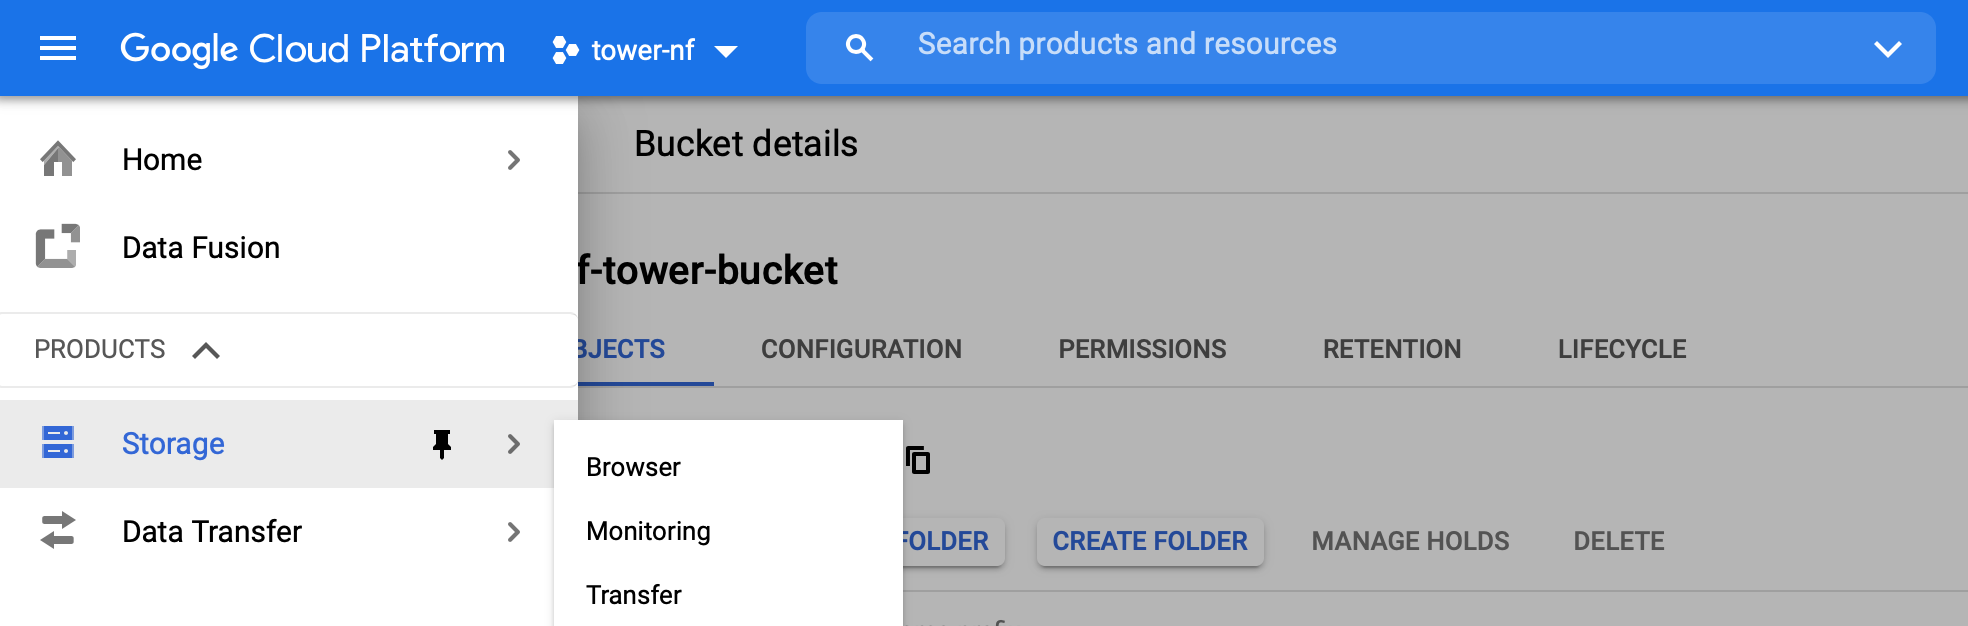 Google Cloud Platform
tower-nf
Search products and resources
Home
Data Fusion
PRODUCTS
Storage
Data Transfer
Browser
Monitoring
Transfer
Bucket details
f-tower-bucket
BJECTS CONFIGURATION PERMISSIONS RETENTION LIFECYCLE
FOLDER CREATE FOLDER MANAGE HOLDS DELETE